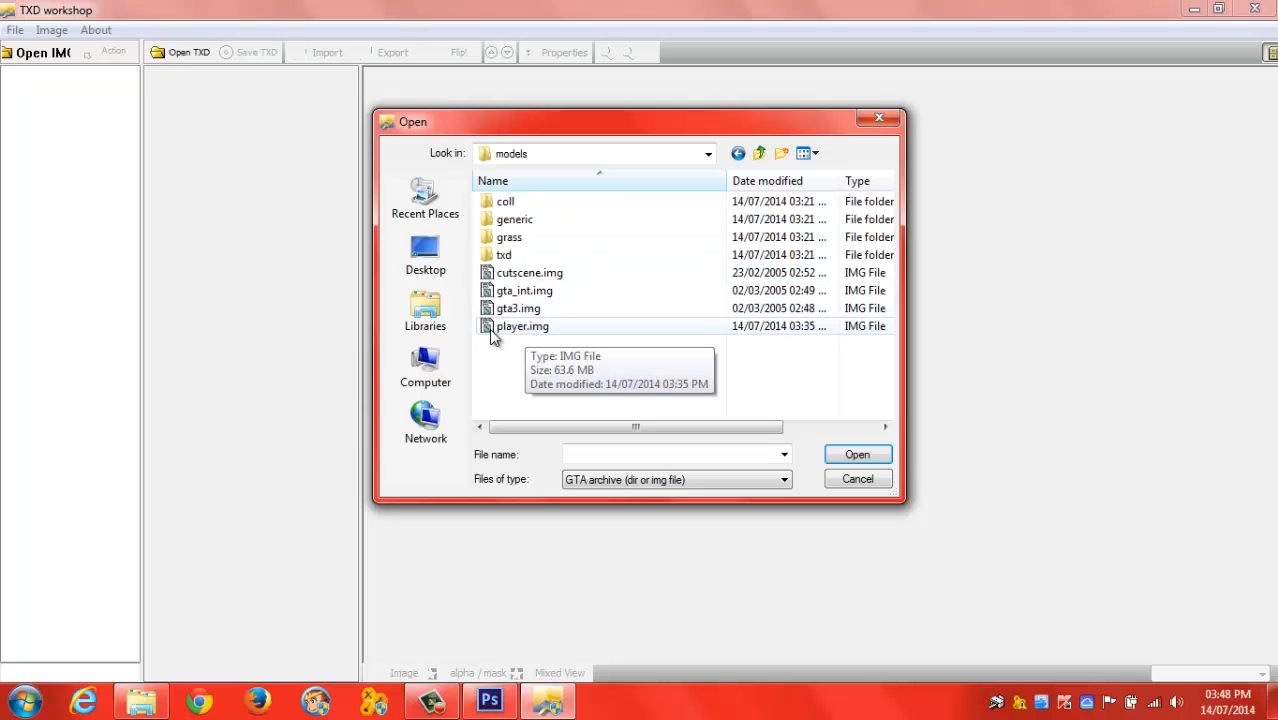 TXD workshop
File Image About
Open IMG Action Open TXD Save TXD Import Export Flip! Properties
Open
Look in: models
Name Date modified Type
coll 14/07/2014 03:21 ... File folder
generic 14/07/2014 03:21 ... File folder
grass 14/07/2014 03:21 ... File folder
txd 14/07/2014 03:21 ... File folder
cutscene.img 23/02/2005 02:52 ... IMG File
gta_int.img 02/03/2005 02:49 ... IMG File
gta3.img 02/03/2005 02:48 ... IMG File
player.img 14/07/2014 03:35 ... IMG File
Recent Places
Desktop
Libraries
Computer
Network
Type: IMG File
Size: 63.6 MB
Date modified: 14/07/2014 03:35 PM
File name: Open
Files of type: GTA archive (dir or img file) Cancel
Image alpha / mask Mixed View
Ps
03:48 PM
14/07/2014